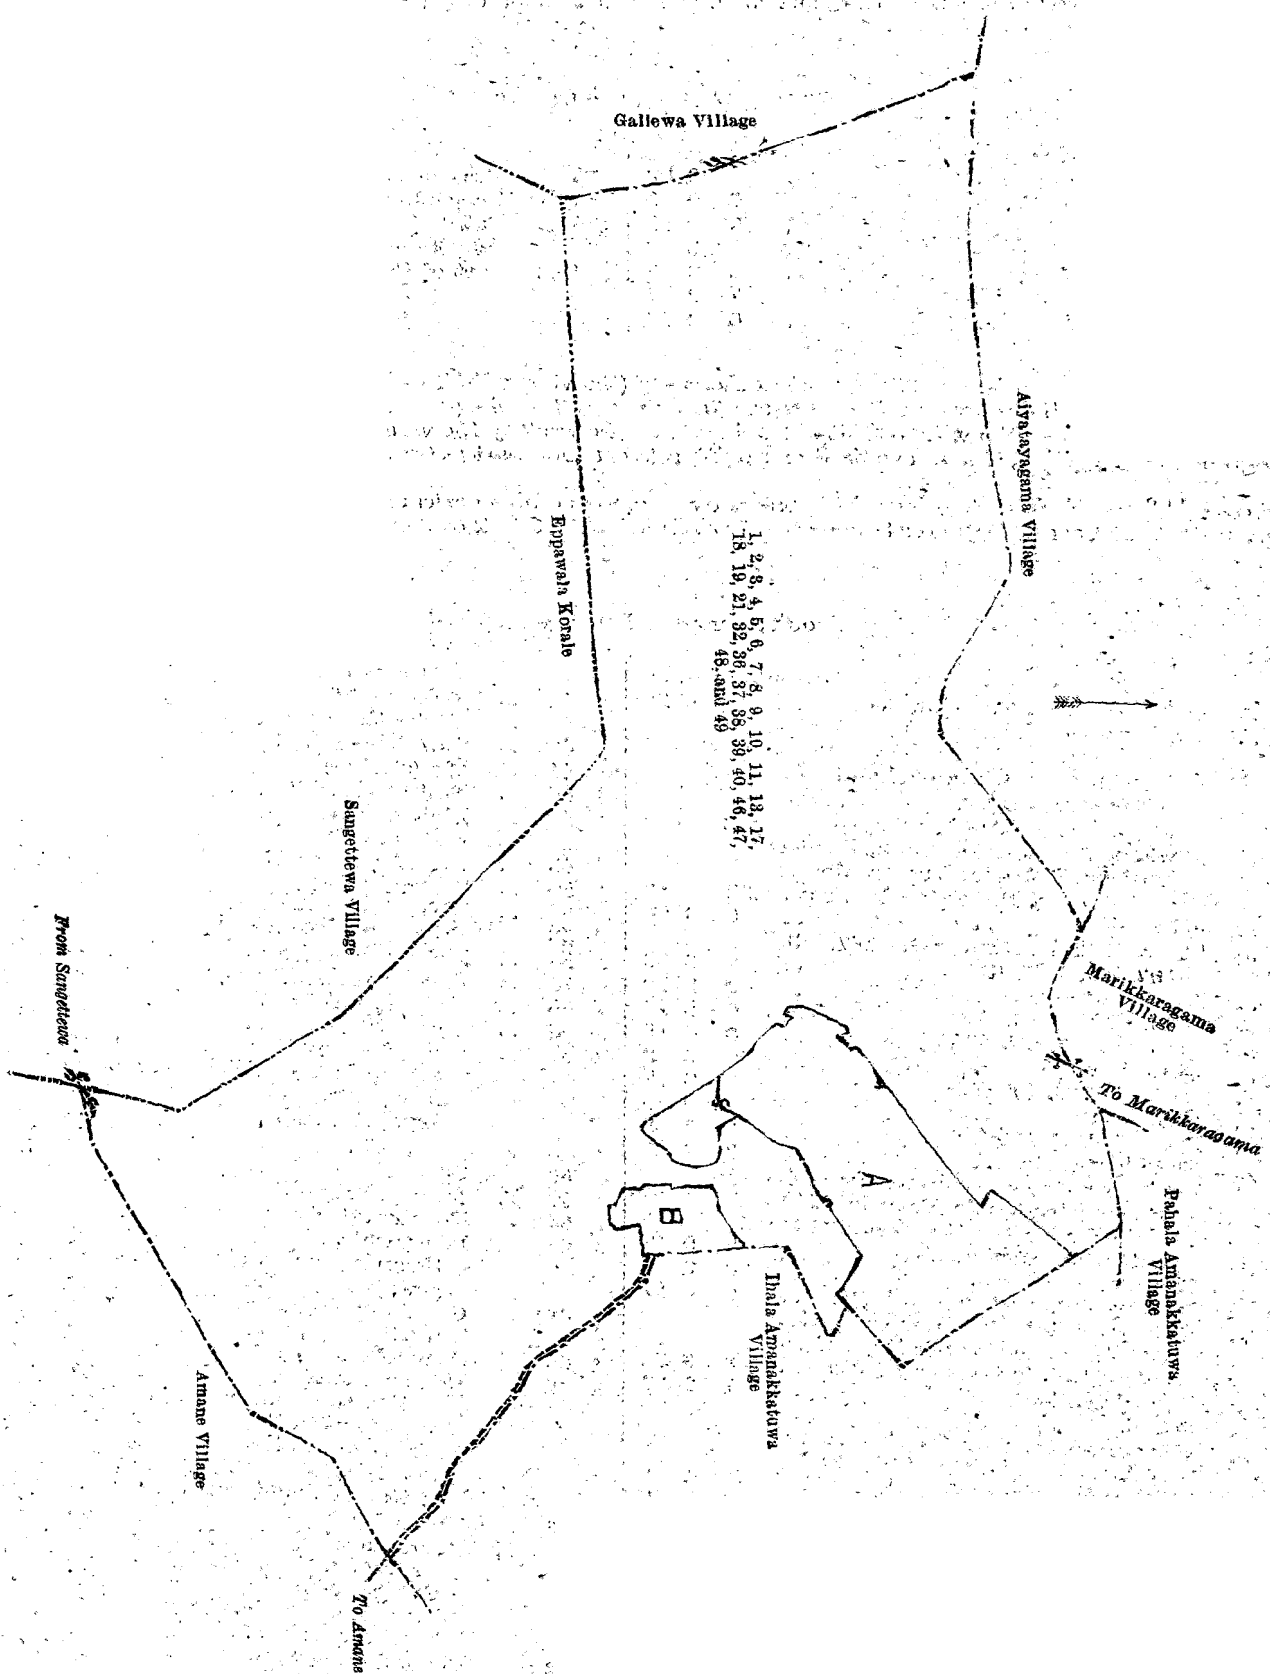 Gallewa Village
Aiyatayagama Village
Eppawala Korale
1, 2, 3, 4, 5, 6, 7, 8, 9, 10, 11, 13, 17,
18, 19, 21, 32, 36, 37, 38, 39, 40, 46, 47,
48, and 49
Marikkaragama
Village
To Marikkaragama
Sangettewa Village
From Sangettewa
A
B
Pahala Amanakkatuwa
Village
Ihala Amanakkatuwa
Village
Amane Village
To Amane